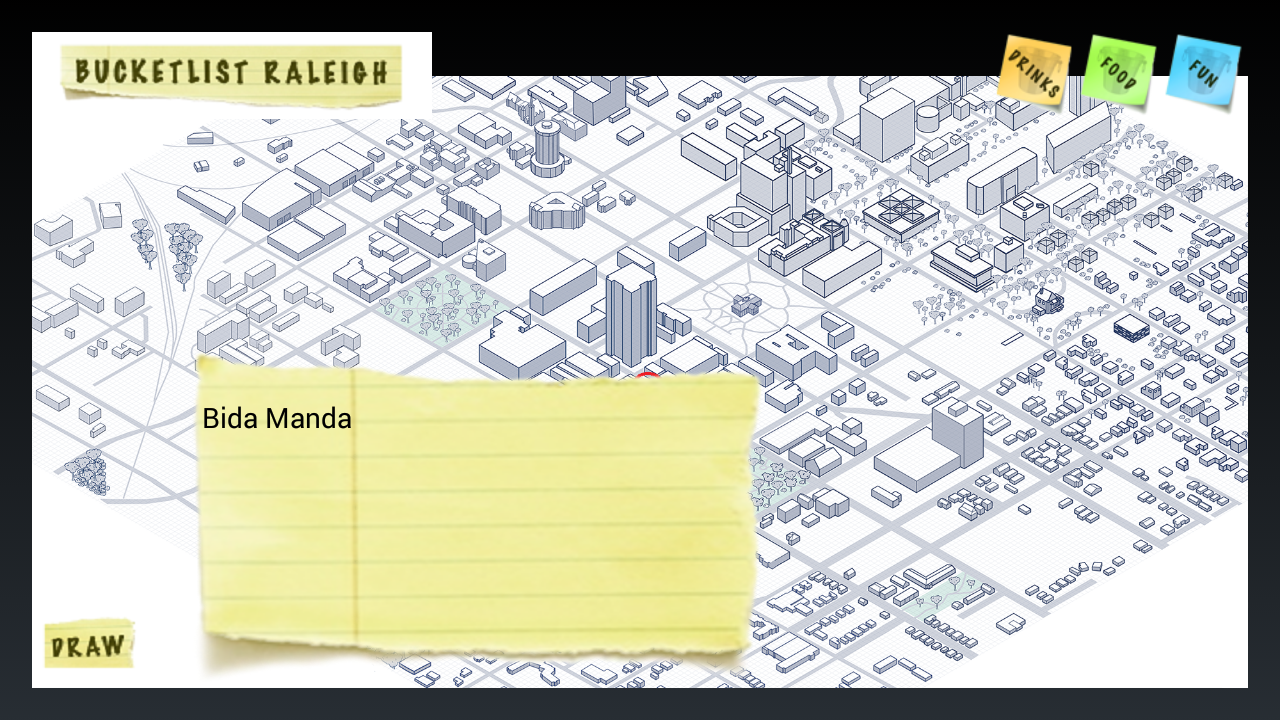 BUCKETLIST RALEIGH
DRINKS
FOOD
FUN
Bida Manda
DRAW